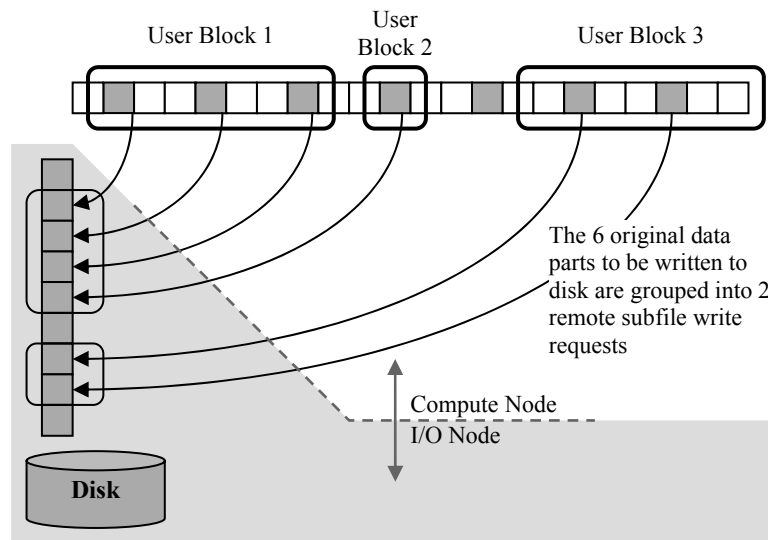 User Block 1
User
Block 2
User Block 3
The 6 original data
parts to be written to
disk are grouped into 2
remote subfile write
requests
Compute Node
I/O Node
Disk